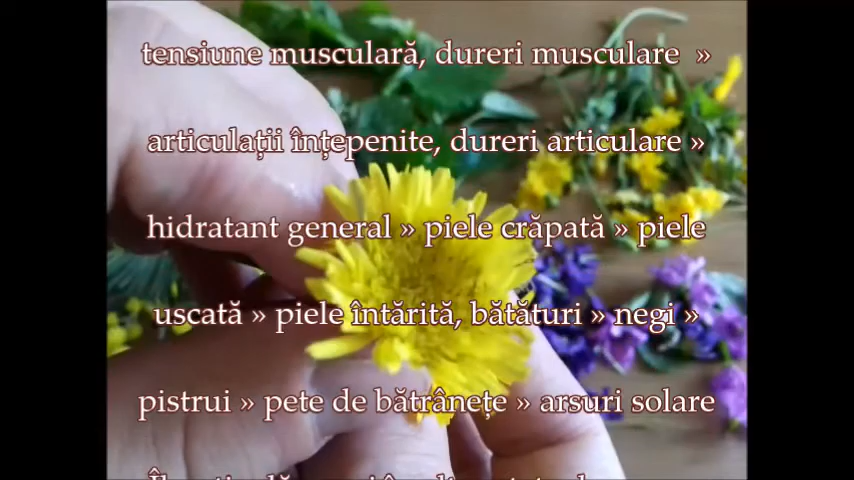 tensiune musculară, dureri musculare »
articulații înțepenite, dureri articulare »
hidratant general » piele crăpată » piele
uscată » piele întărită, bătături » negi »
pistrui » pete de bătrânețe » arsuri solare